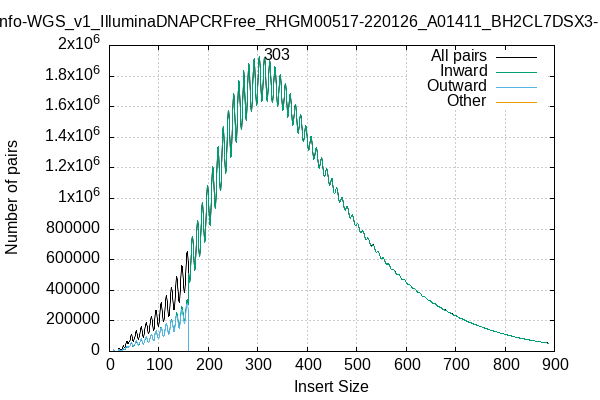 nfo-WGS_v1_IlluminaDNAPCRFree_RHGM00517-220126_A01411_BH2CL7DSX3-
2x10^6
1.8x10^6
1.6x10^6
1.4x10^6
1.2x10^6
1x10^6
800000
600000
400000
200000
0
Number of pairs
303
All pairs
Inward
Outward
Other
0 100 200 300 400 500 600 700 800 900
Insert Size